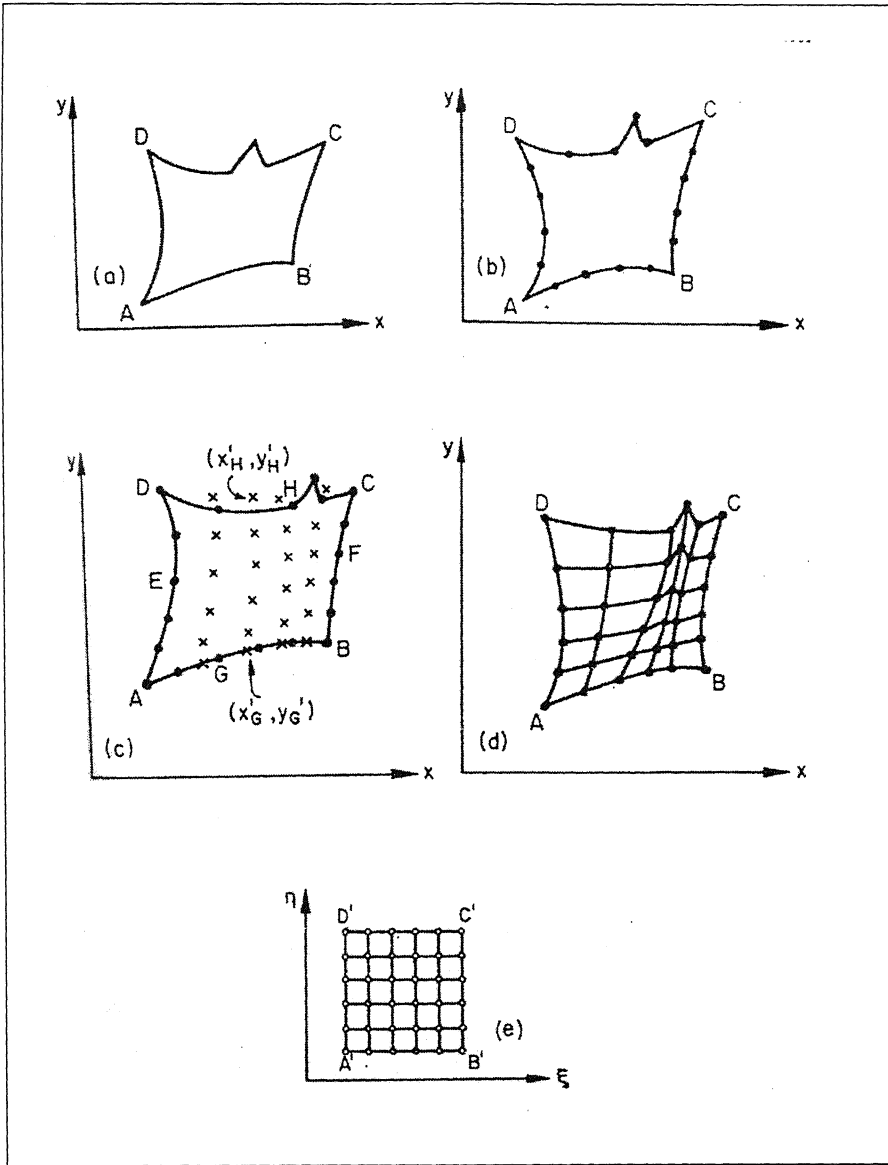 y
D
C
(a)
B'
A
x
y
D
C
(b)
B
A
x
y
(x'H, y'H)
D
H
C
E
F
B
A
G
(x'G, yG')
(c)
x
y
D
C
B
A
(d)
x
η
D'
C'
(e)
A'
B'
ξ